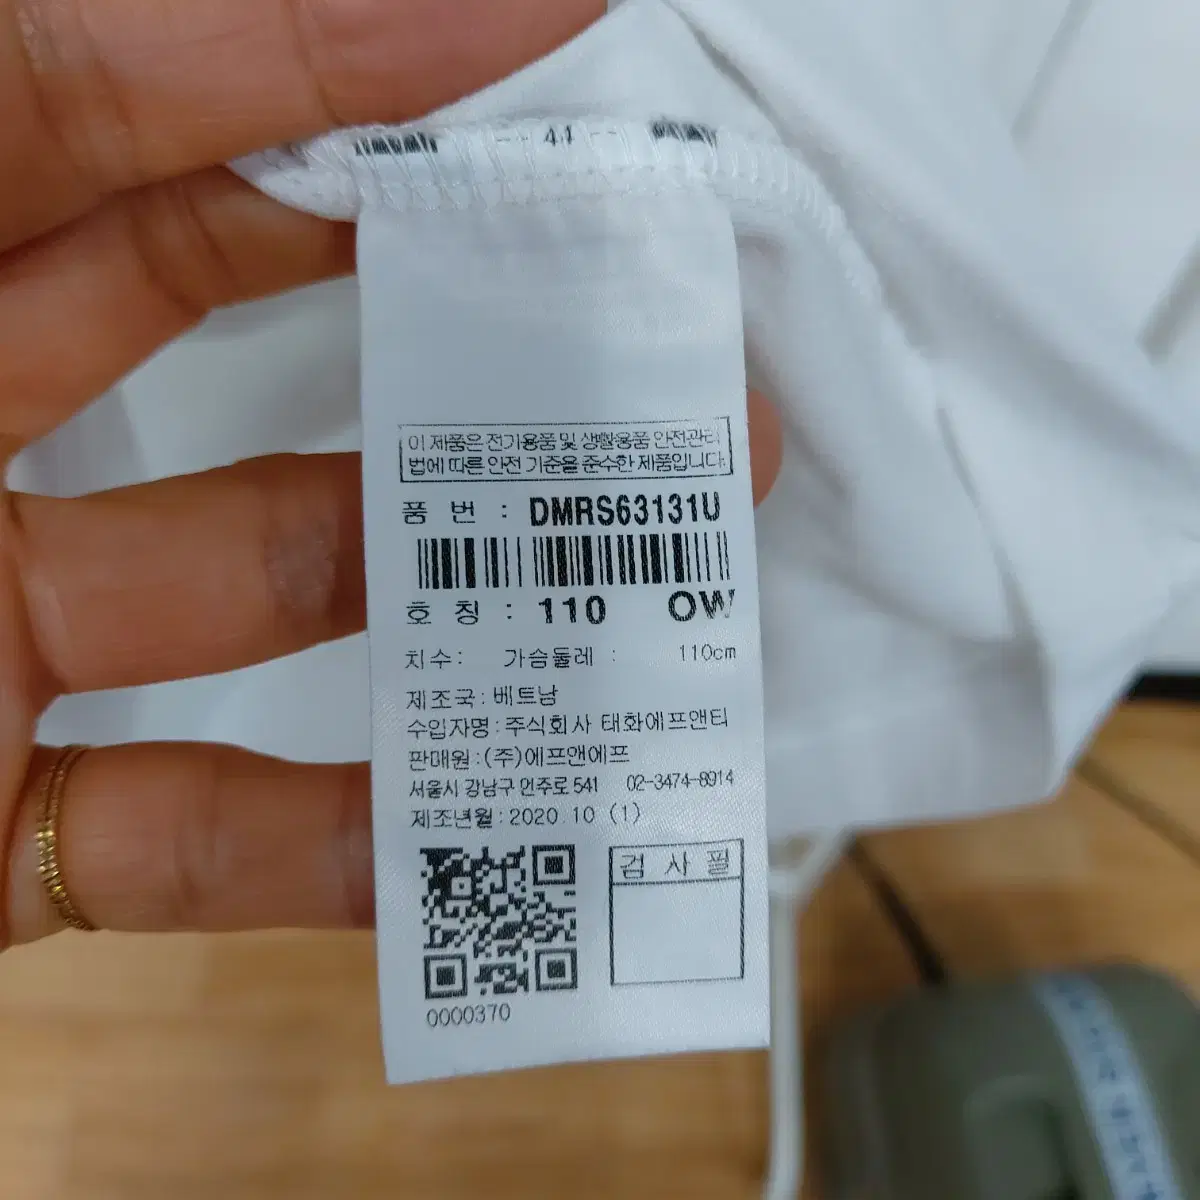 -- 44 --
이 제품은 전기용품 및 생활용품 안전관리
법에 따른 안전 기준을 준수한 제품입니다.
품 번 : DMRS63131U
호 칭 : 110 OW
치수: 가슴둘레 : 110cm
제조국 : 베트남
수입자명 : 주식회사 태화에프앤티
판매원 : (주)에프앤에프
서울시 강남구 언주로 541 02-3474-8914
제조년월 : 2020.10 (1)
검 사 필
0000370